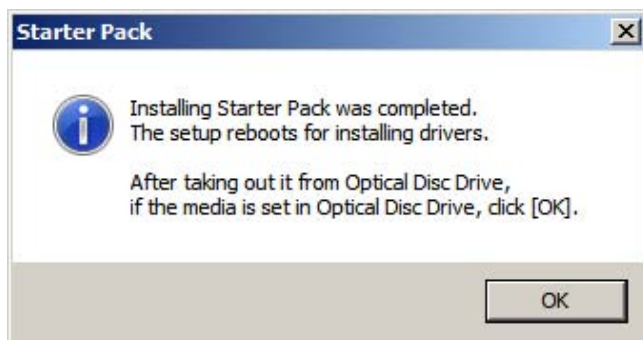 Starter Pack
Installing Starter Pack was completed.
The setup reboots for installing drivers.
After taking out it from Optical Disc Drive,
if the media is set in Optical Disc Drive, click [OK].
OK